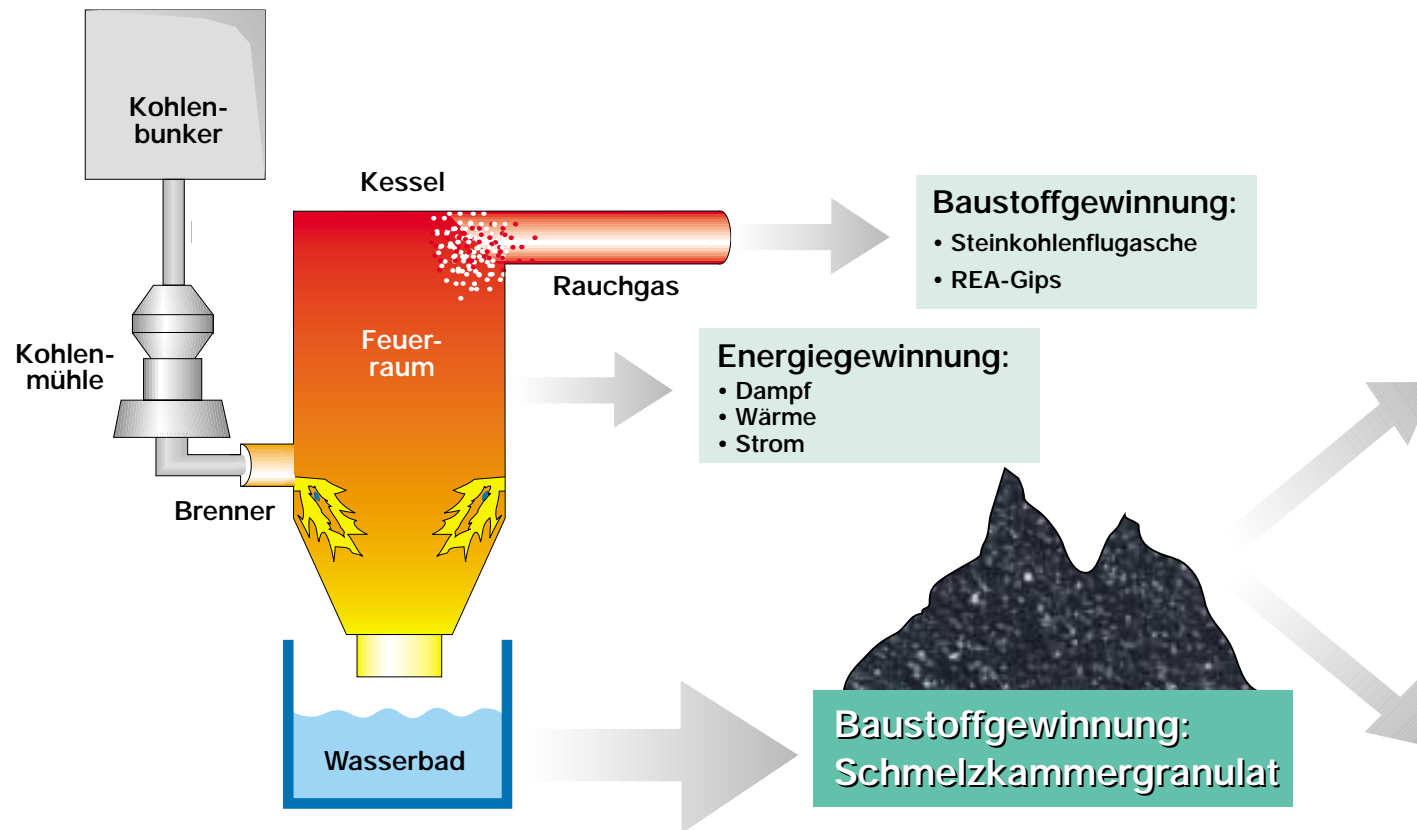 Kohlen-
bunker
Kessel
Baustoffgewinnung:
• Steinkohlenflugasche
• REA-Gips
Rauchgas
Kohlen-
mühle
Feuer-
raum
Energiegewinnung:
• Dampf
• Wärme
• Strom
Brenner
Wasserbad
Baustoffgewinnung:
Schmelzkammergranulat